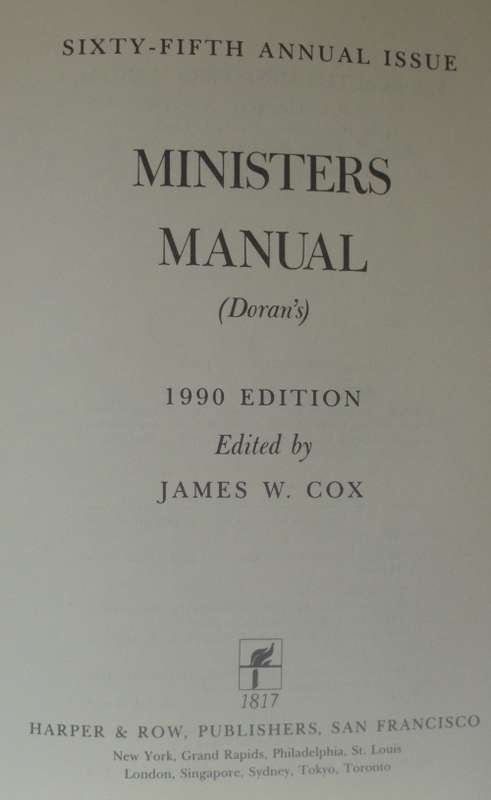 SIXTY-FIFTH ANNUAL ISSUE
MINISTERS
MANUAL
(Doran's)
1990 EDITION
Edited by
JAMES W. COX
1817
HARPER & ROW, PUBLISHERS, SAN FRANCISCO
New York, Grand Rapids, Philadelphia, St. Louis
London, Singapore, Sydney, Tokyo, Toronto